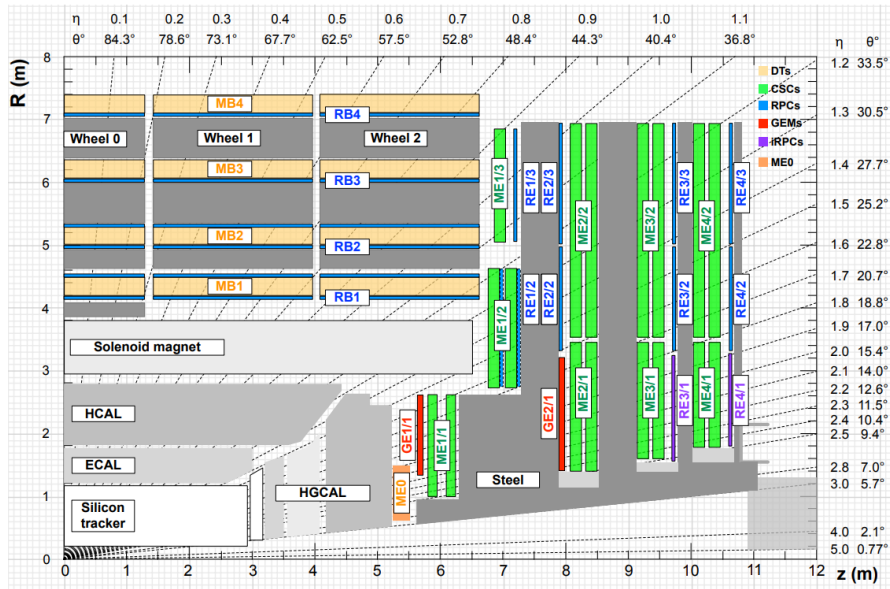 η 0.1 0.2 0.3 0.4 0.5 0.6 0.7 0.8 0.9 1.0 1.1
θ° 84.3° 78.6° 73.1° 67.7° 62.5° 57.5° 52.8° 48.4° 44.3° 40.4° 36.8° η θ°
R (m)
8
7
6
5
4
3
2
1
0
1.2 33.5°
1.3 30.5°
1.4 27.7°
1.5 25.2°
1.6 22.8°
1.7 20.7°
1.8 18.8°
1.9 17.0°
2.0 15.4°
2.1 14.0°
2.2 12.6°
2.3 11.5°
2.4 10.4°
2.5 9.4°
2.8 7.0°
3.0 5.7°
4.0 2.1°
5.0 0.77°
DTs
CSCs
RPCs
GEMs
iRPCs
ME0
MB4
RB4
Wheel 0 Wheel 1 Wheel 2
MB3
RB3
MB2
RB2
MB1
RB1
Solenoid magnet
HCAL
ECAL
Silicon
tracker
HGCAL
Steel
ME0
GE1/1
ME1/1
ME1/2
ME1/3
RE1/3
RE2/3
RE1/2
RE2/2
GE2/1
ME2/2
ME2/1
ME3/2
ME3/1
RE3/3
RE3/2
RE3/1
ME4/2
ME4/1
RE4/3
RE4/2
RE4/1
0 1 2 3 4 5 6 7 8 9 10 11 12
z (m)